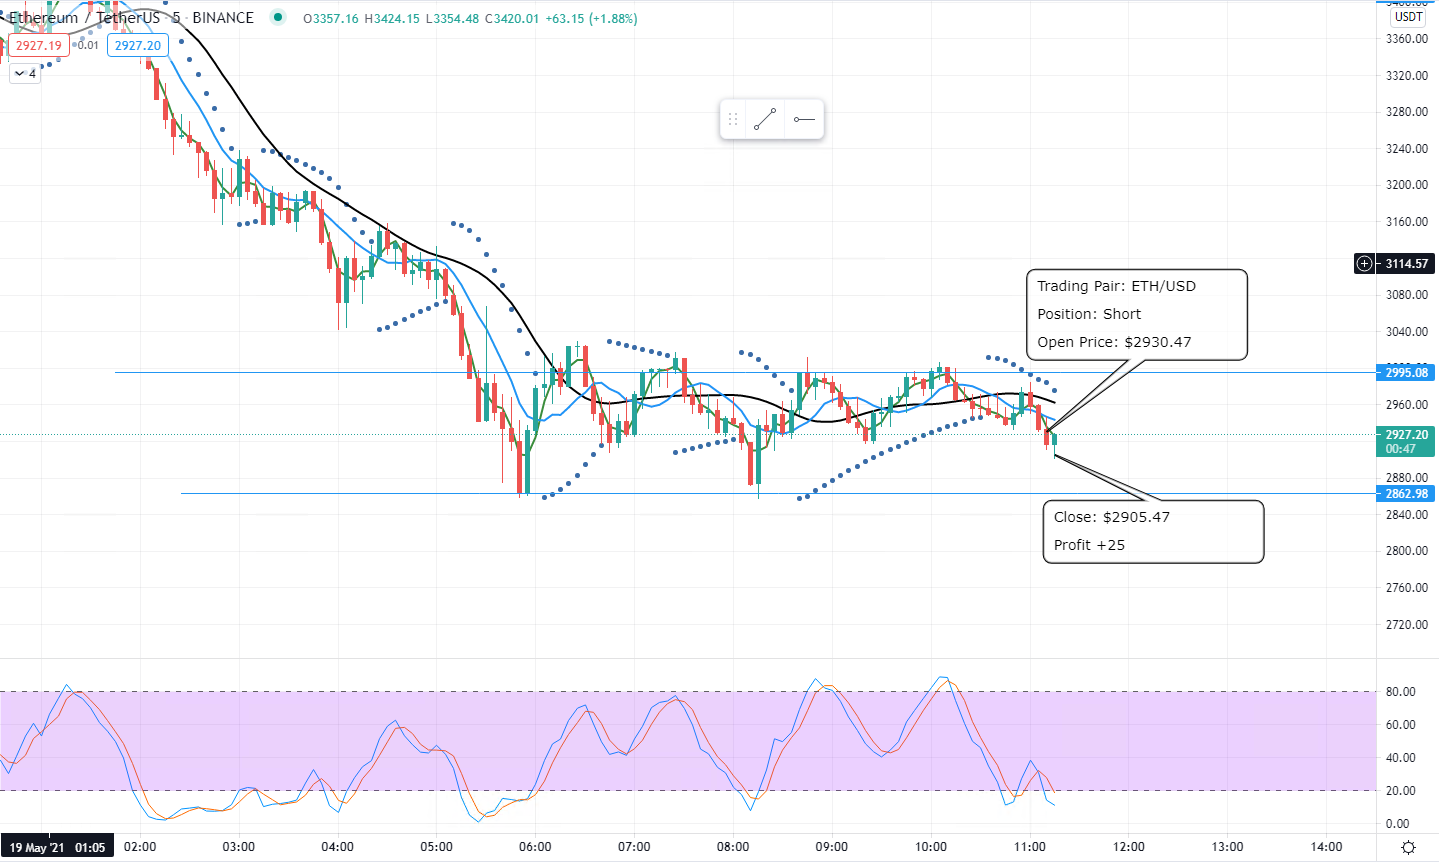 Ethereum / TetherUS · 5 · BINANCE O3357.16 H3424.15 L3354.48 C3420.01 +63.15 (+1.88%)
2927.19 0.01 2927.20
4
USDT
3360.00
3320.00
3280.00
3240.00
3200.00
3160.00
3114.57
3080.00
3040.00
2995.08
2960.00
2927.20
00:47
2880.00
2862.98
2840.00
2800.00
2760.00
2720.00
Trading Pair: ETH/USD
Position: Short
Open Price: $2930.47
Close: $2905.47
Profit +25
80.00
60.00
40.00
20.00
0.00
19 May '21 01:05 02:00 03:00 04:00 05:00 06:00 07:00 08:00 09:00 10:00 11:00 12:00 13:00 14:00